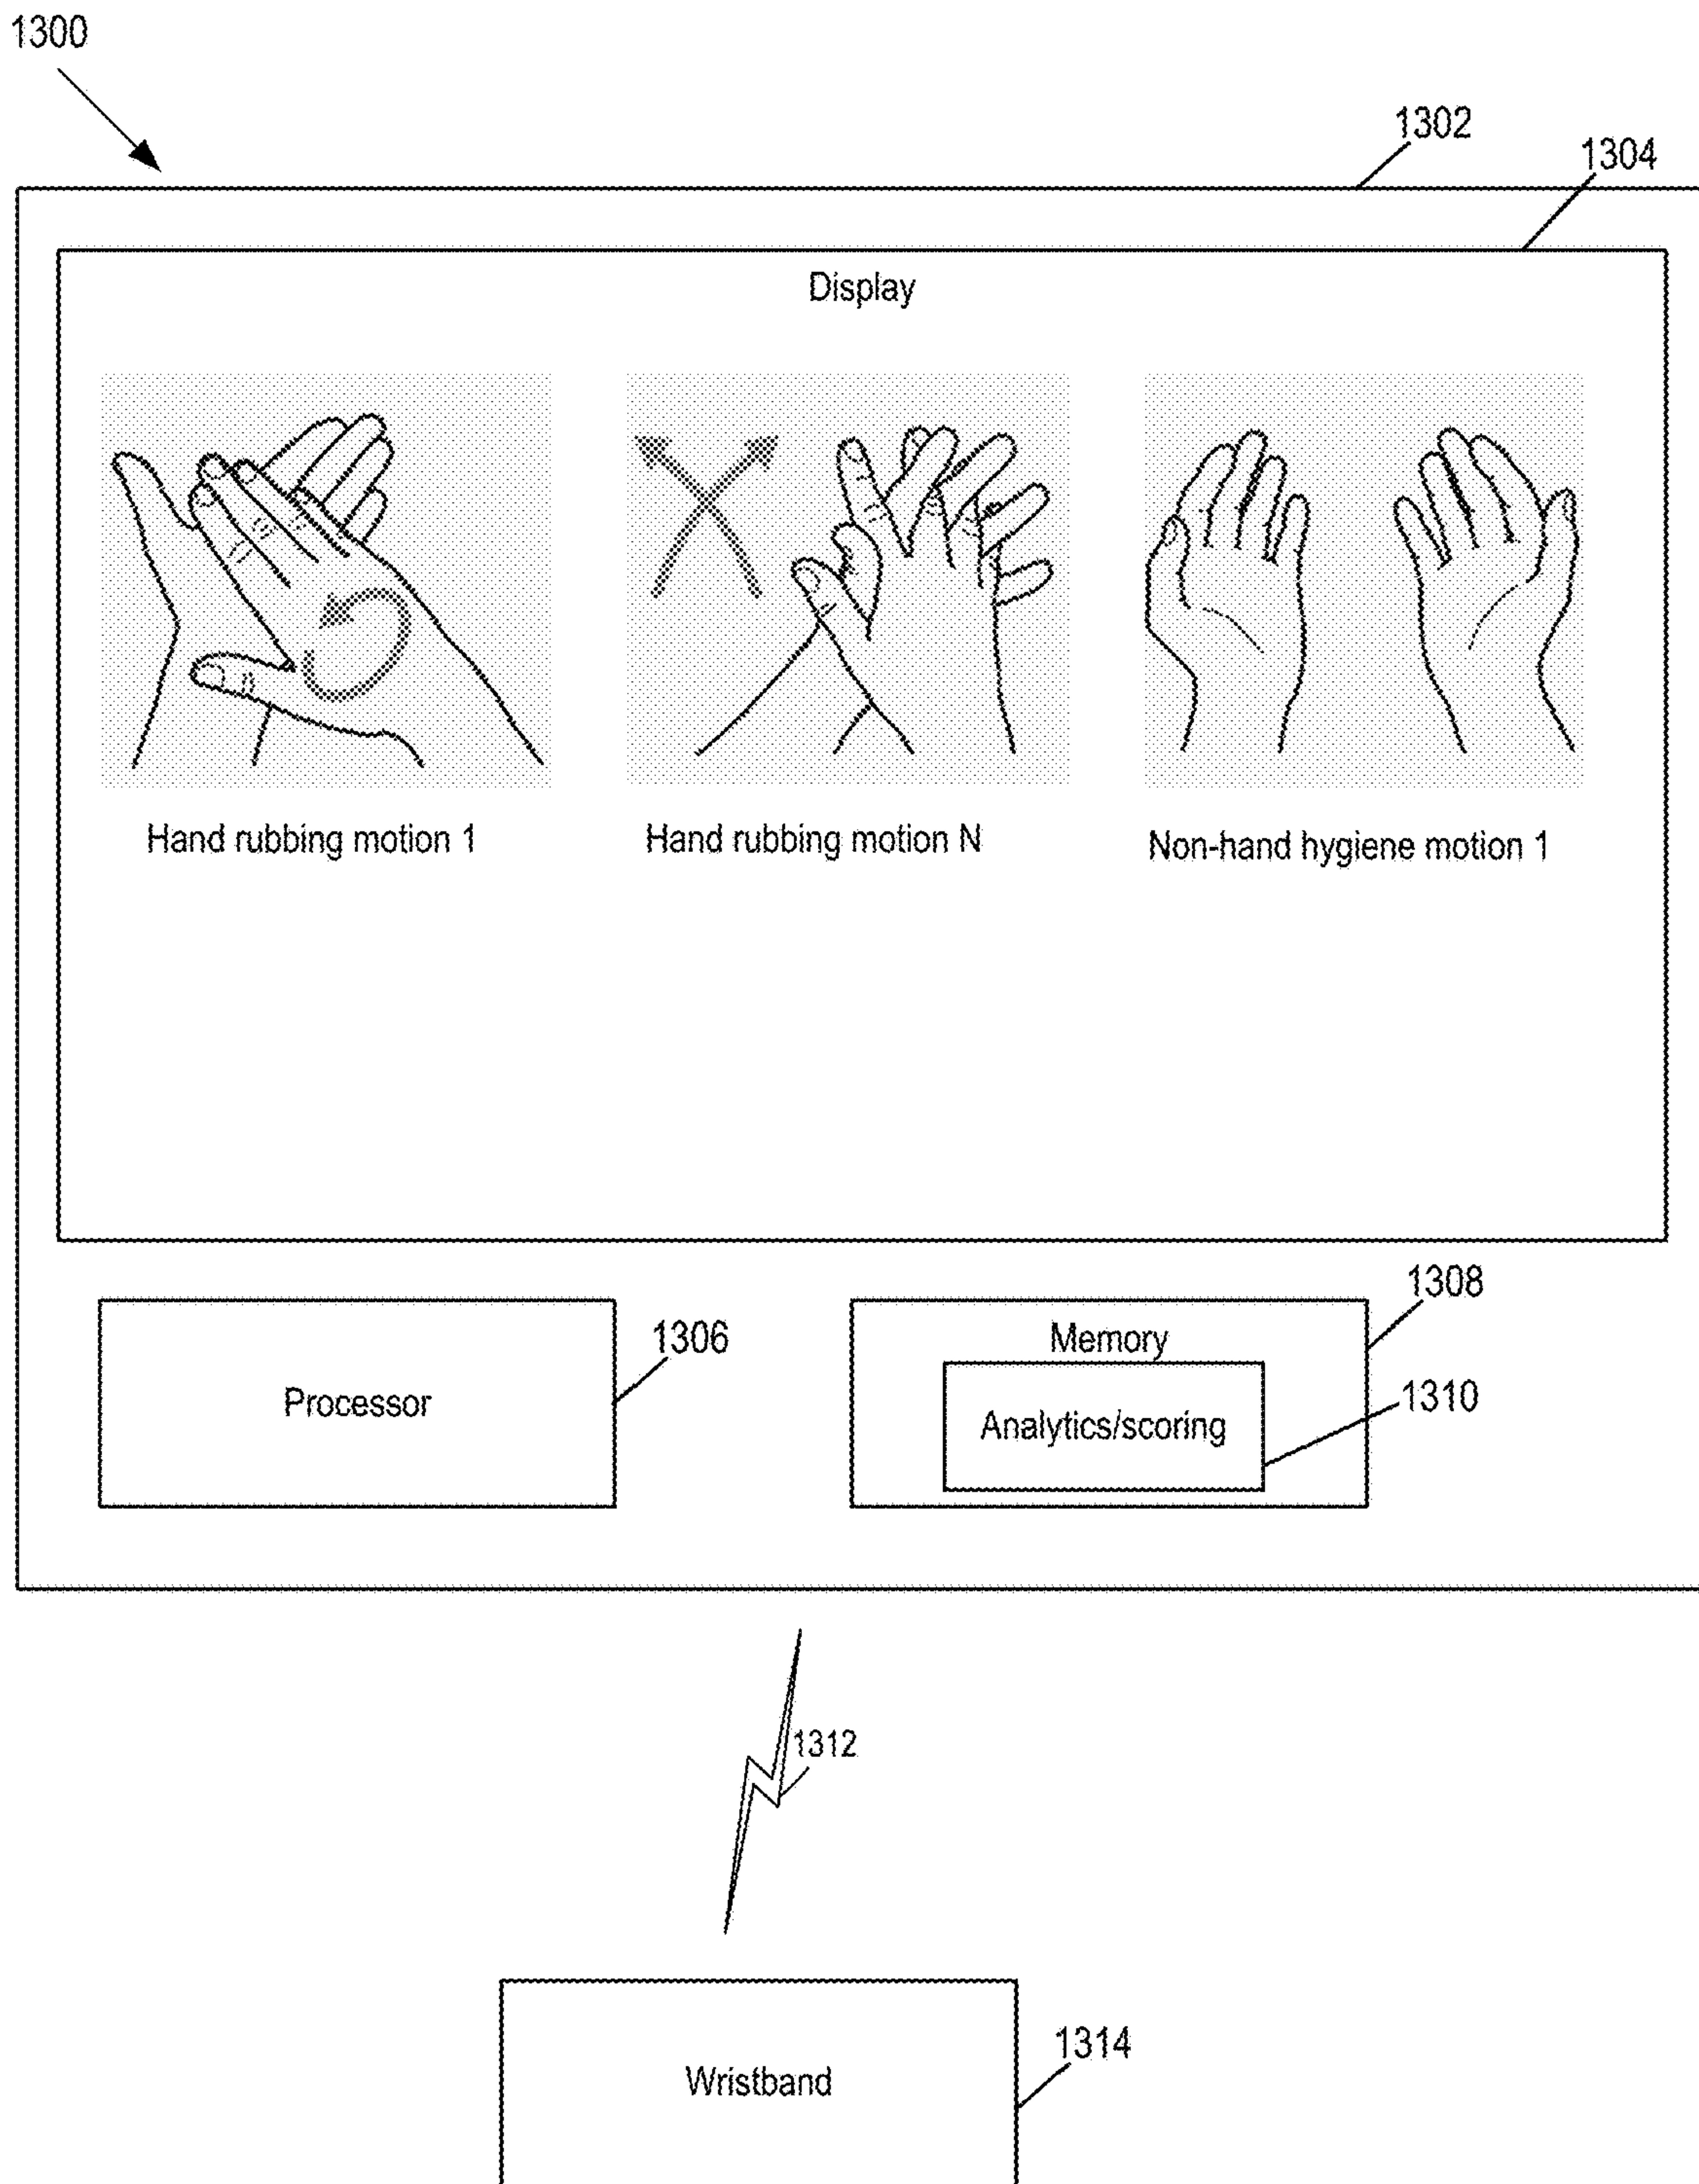 1300
1302
1304
Display
Hand rubbing motion 1
Hand rubbing motion N
Non-hand hygiene motion 1
1308
1306
Memory
Processor
1310
Analytics/scoring
1312
1314
Wristband